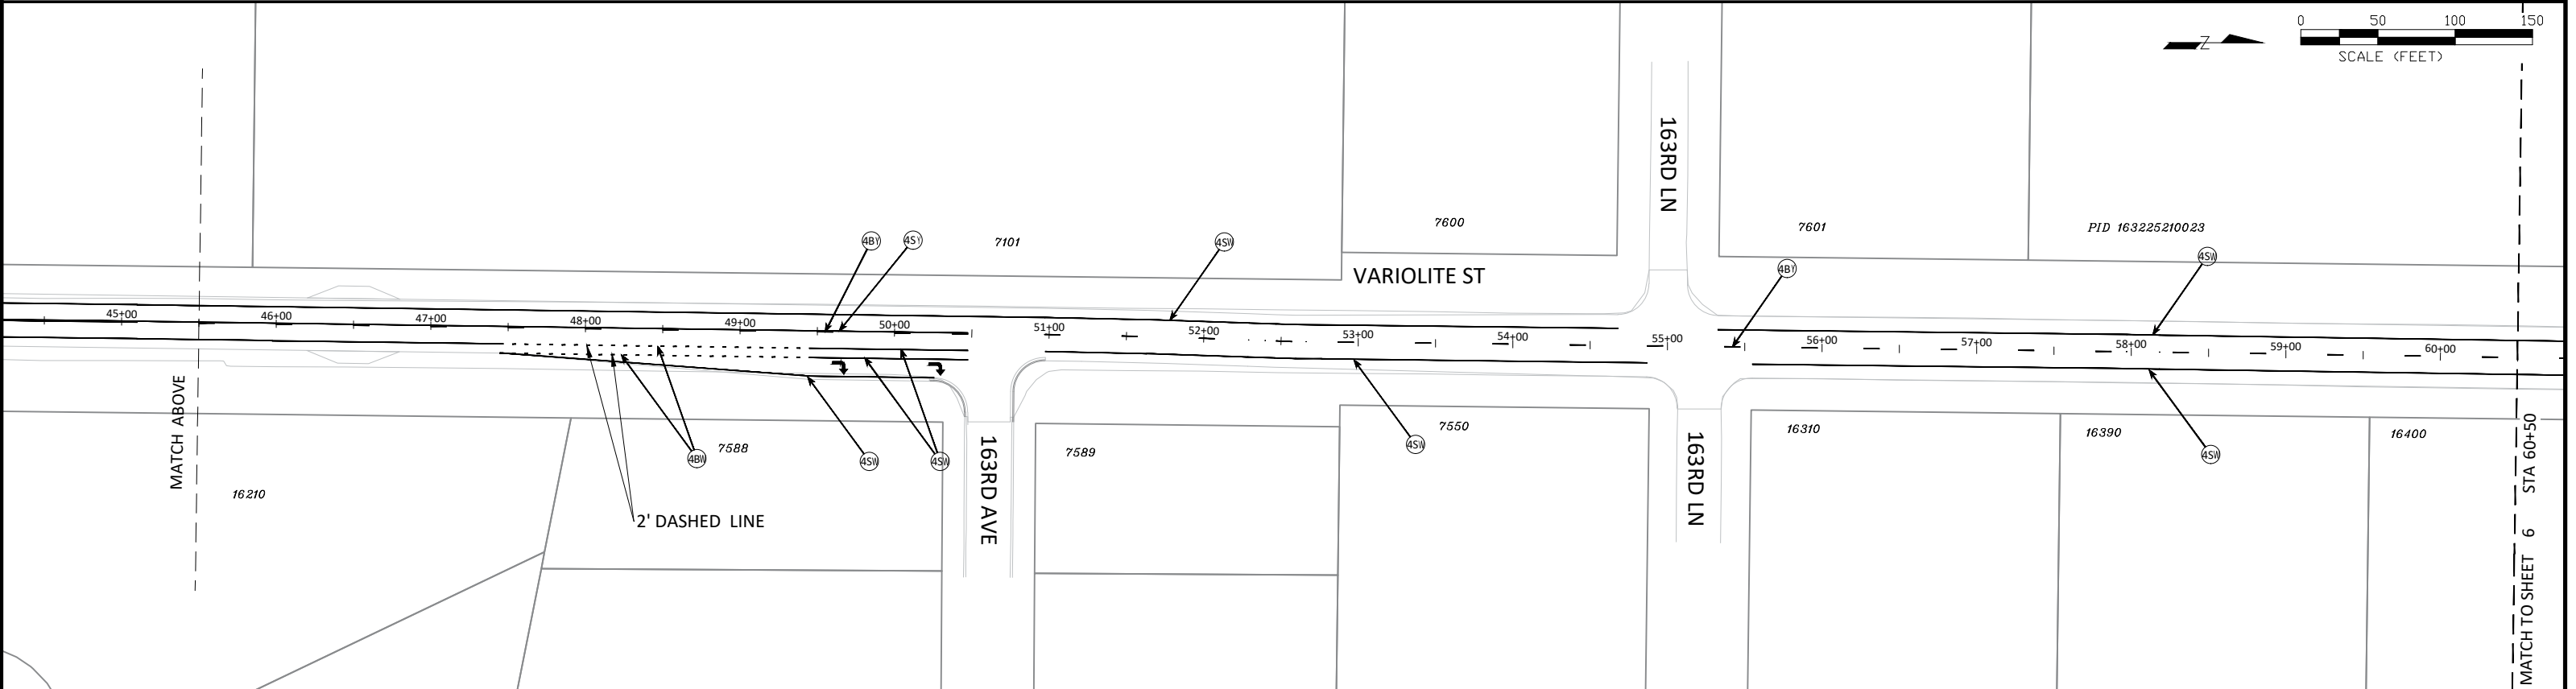 0 50 100 150
Z
SCALE (FEET)
163RD LN
7600
7601
PID 163225210023
4BY
4SY
7101
4SW
4SW
VARIOLITE ST
4BY
45+00
46+00
47+00
48+00
49+00
50+00
51+00
52+00
53+00
54+00
55+00
56+00
57+00
58+00
59+00
60+00
MATCH ABOVE
16210
4BW
7588
4SW
4SW
2' DASHED LINE
163RD AVE
7589
4SW
7550
163RD LN
16310
16390
4SW
16400
MATCH TO SHEET 6 STA 60+50